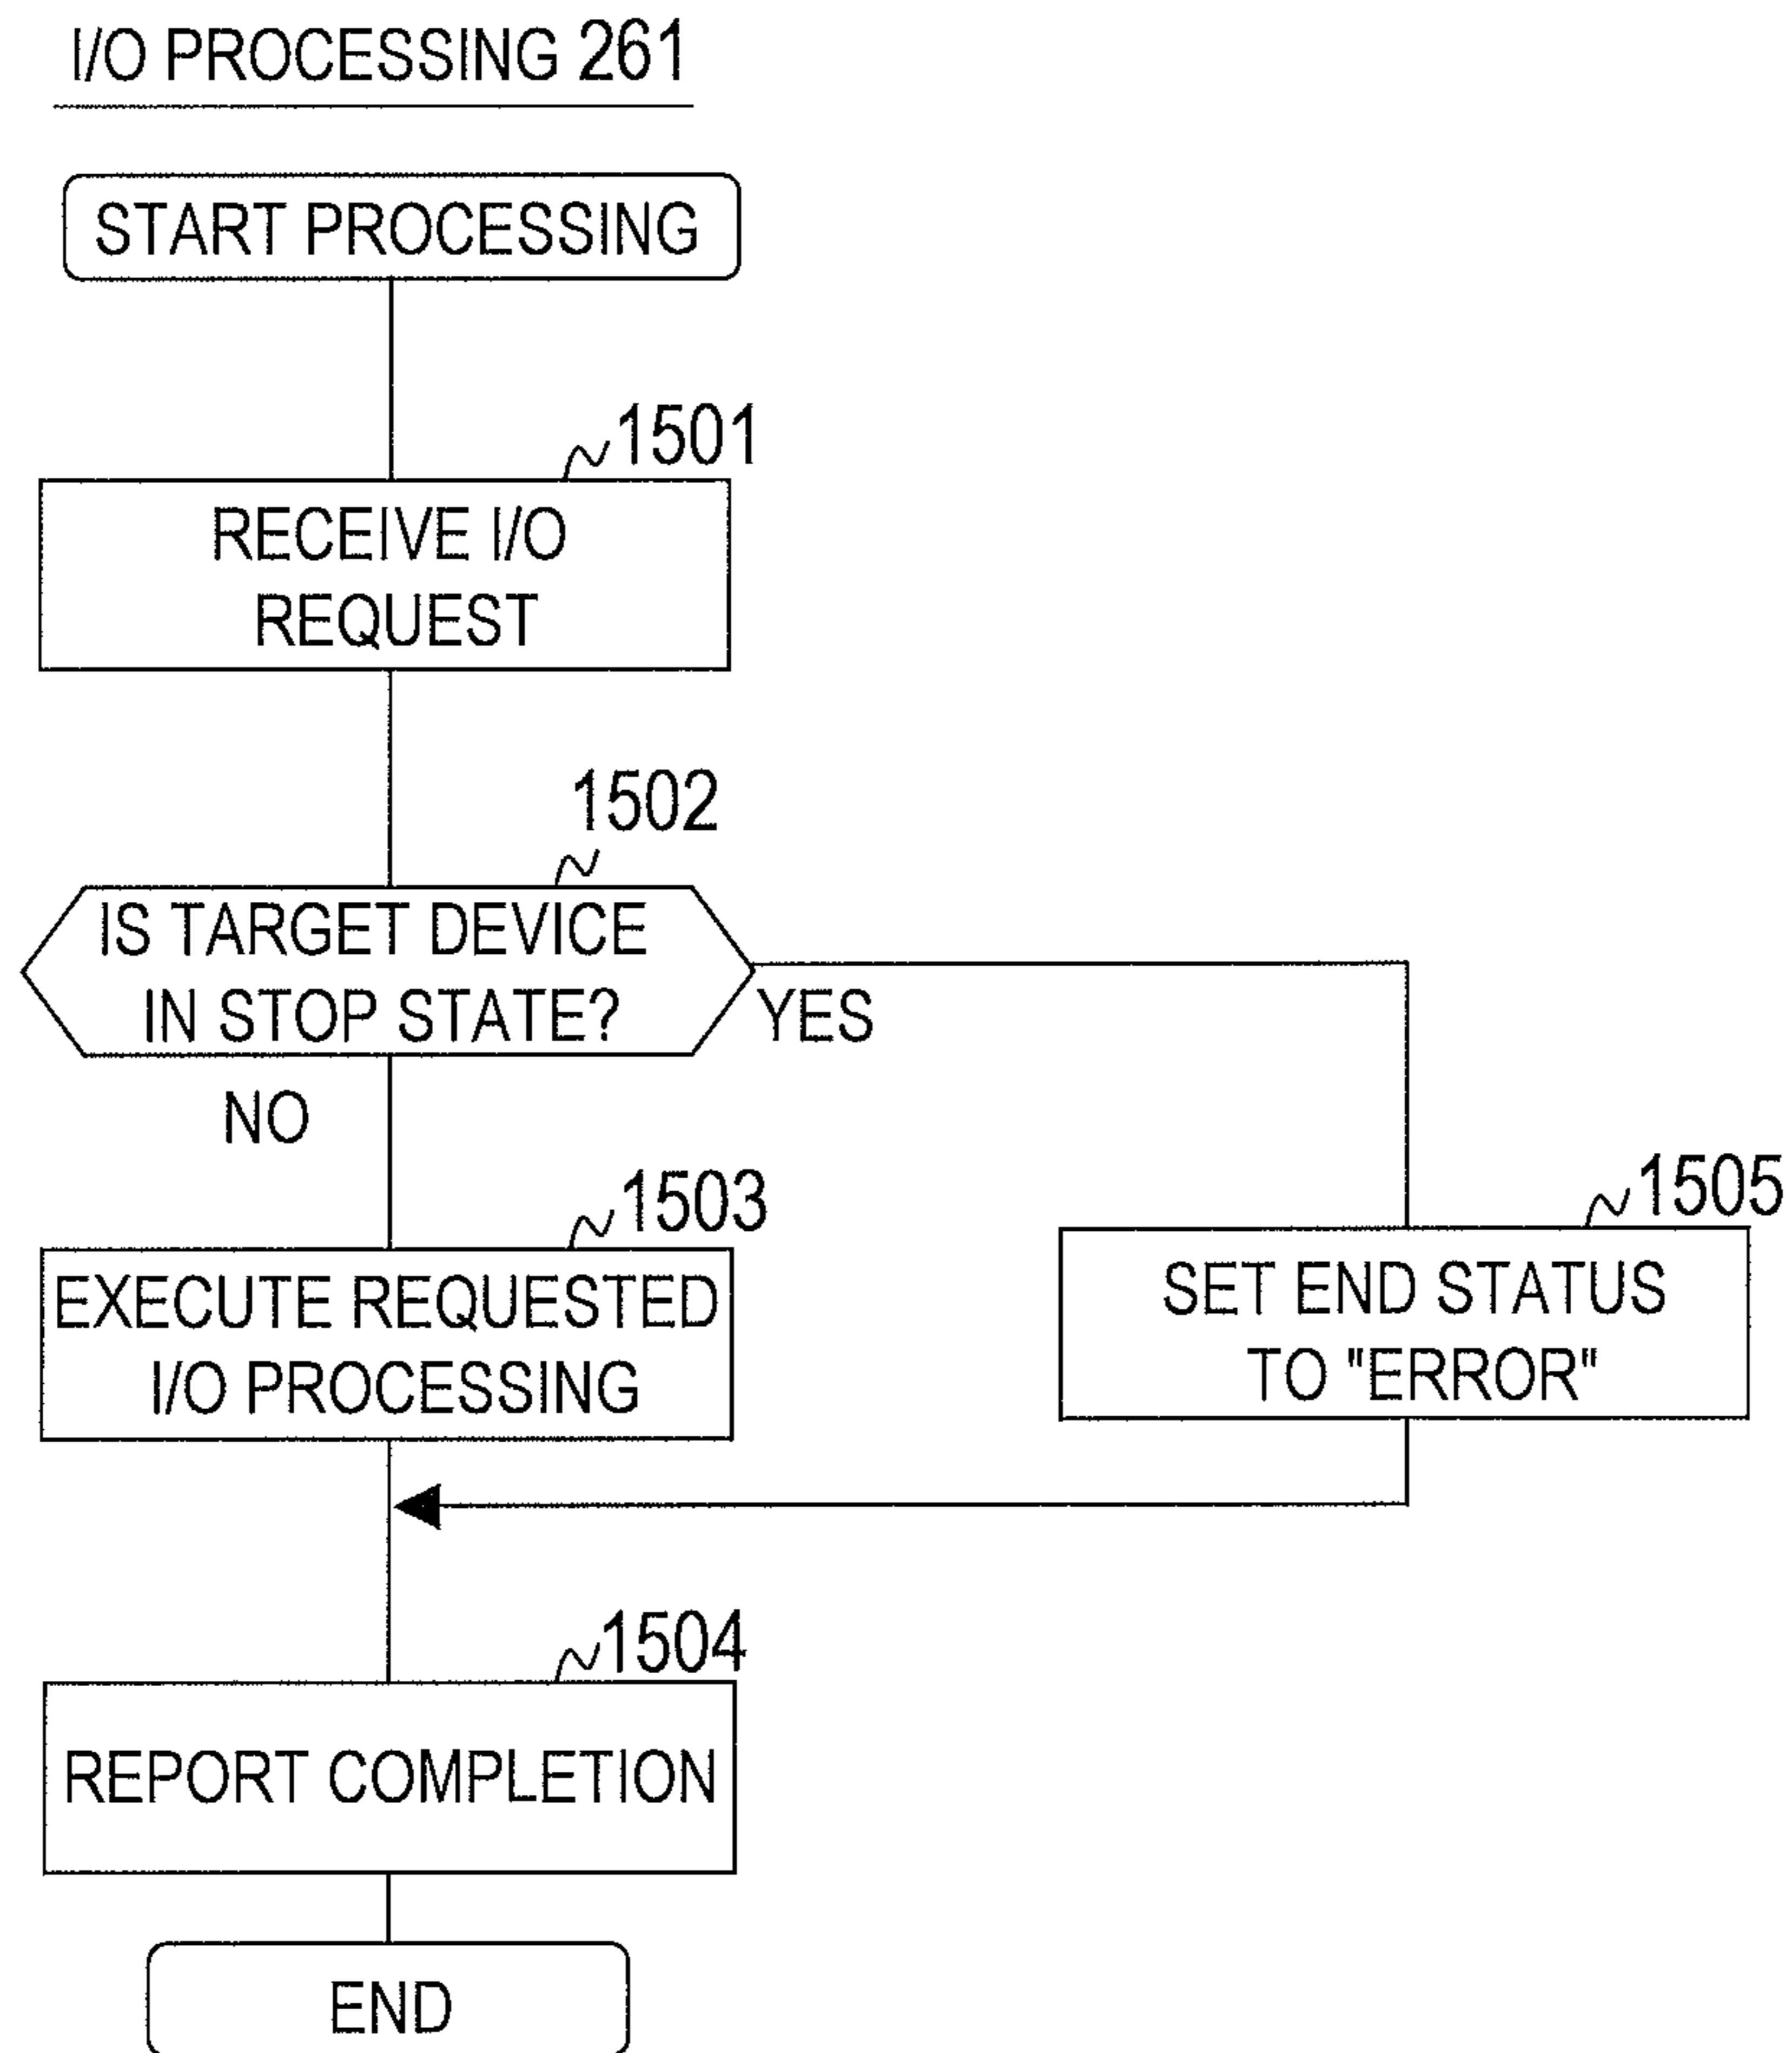 I/O PROCESSING 261
START PROCESSING
1501
RECEIVE I/O
REQUEST
1502
IS TARGET DEVICE
IN STOP STATE?
YES
NO
1503
EXECUTE REQUESTED
I/O PROCESSING
1505
SET END STATUS
TO "ERROR"
1504
REPORT COMPLETION
END